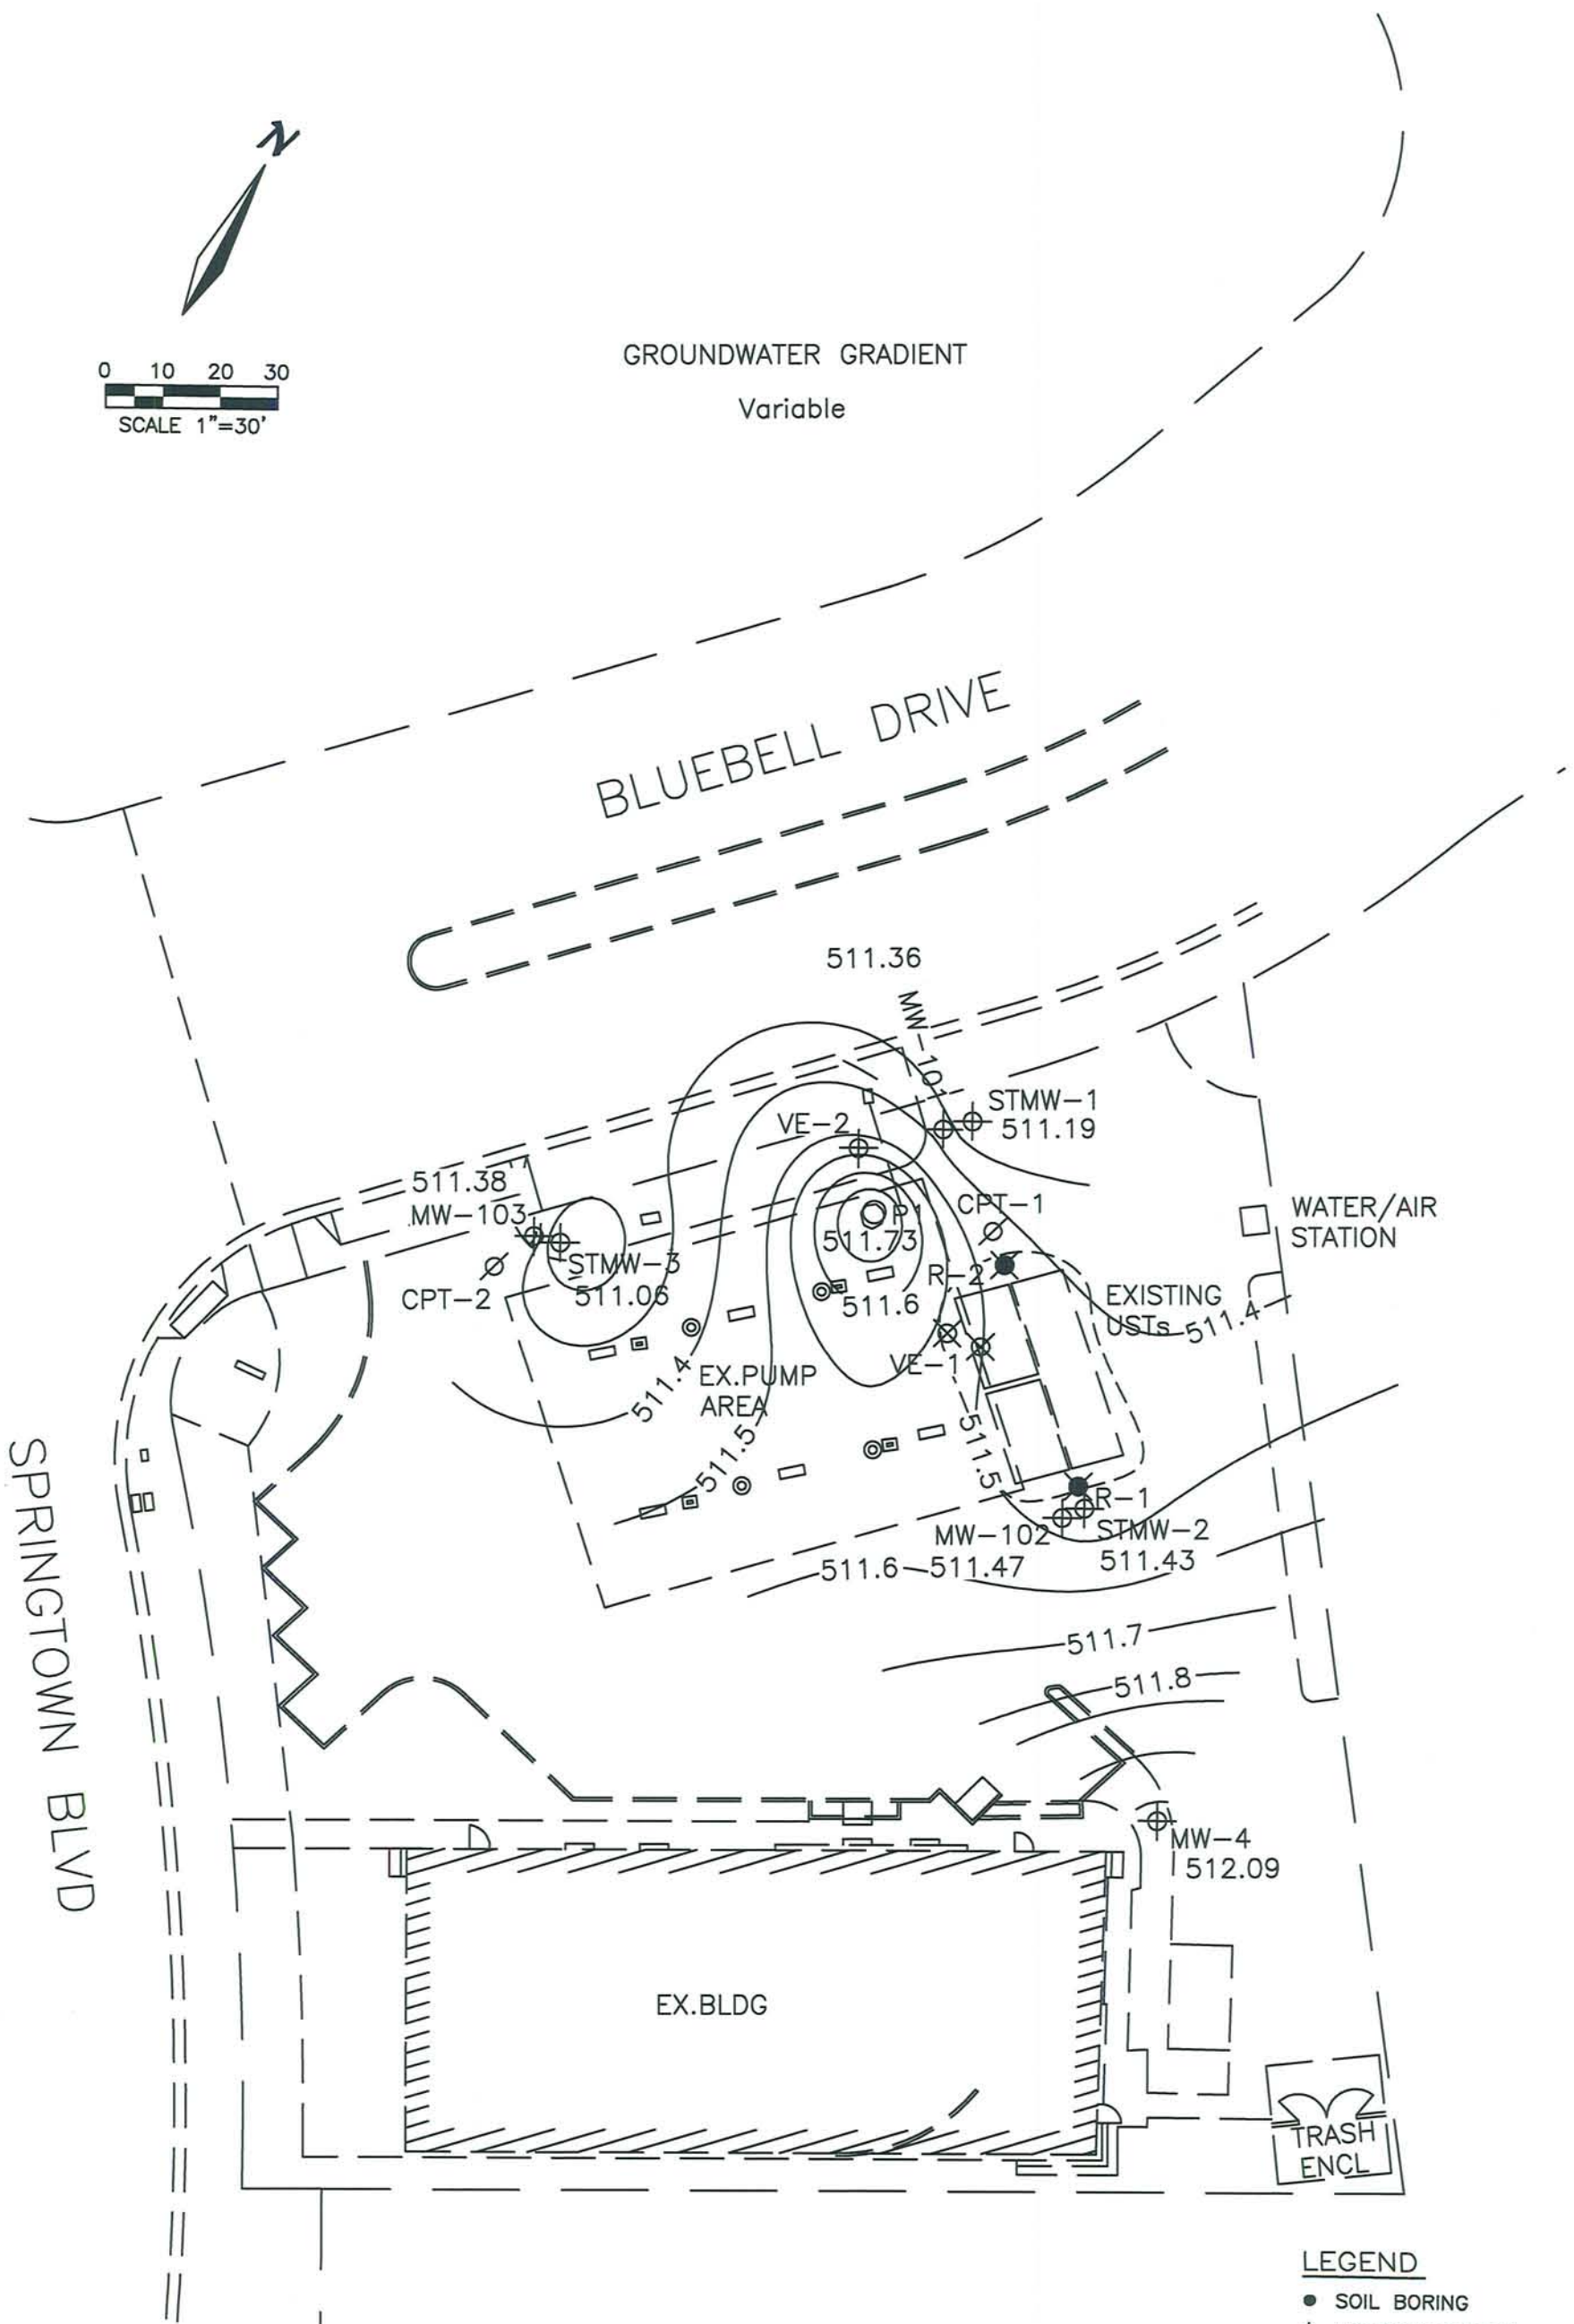 N
0 10 20 30
SCALE 1"=30'
GROUNDWATER GRADIENT
Variable
BLUEBELL DRIVE
511.36
MW-101
STMW-1
511.19
VE-2
511.38
MW-103
STMW-3
511.06
CPT-2
CPT-1
P1
511.73
R-2
511.6
WATER/AIR
STATION
EXISTING
USTs
511.4
VE-1
511.4
EX.PUMP
AREA
511.5
511.5
R-1
MW-102
STMW-2
511.6
511.47
511.43
511.7
511.8
SPRINGTOWN BLVD
MW-4
512.09
EX.BLDG
TRASH
ENCL
LEGEND
SOIL BORING